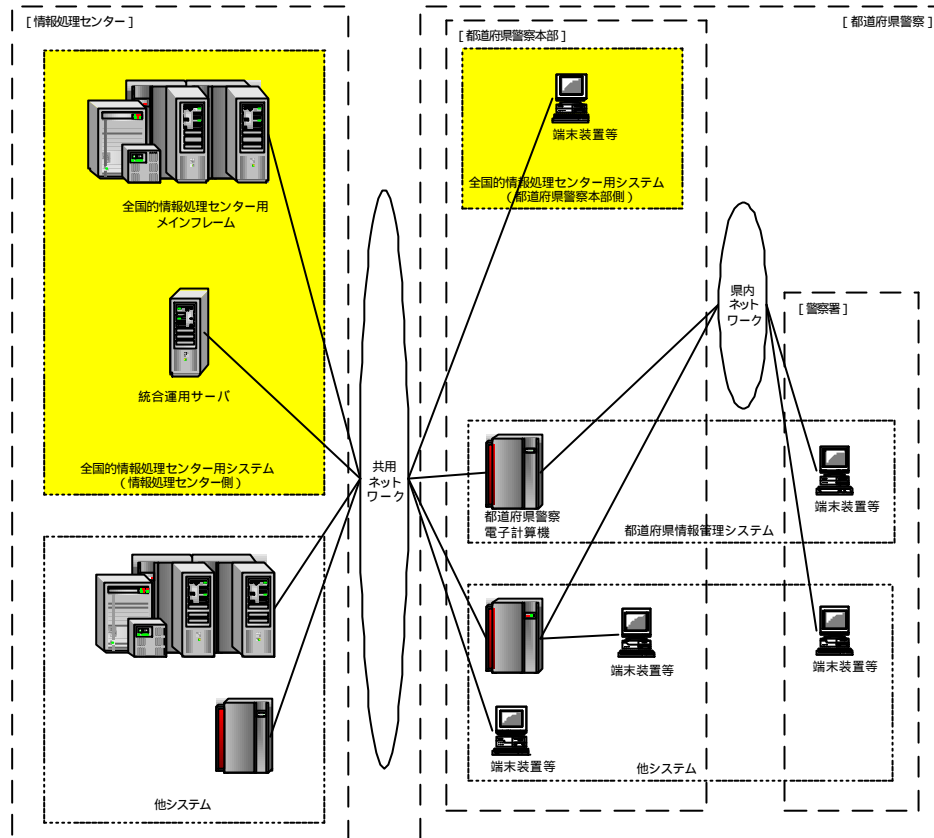 [情報処理センター]
全国的情報処理センター用
メインフレーム
統合運用サーバ
全国的情報処理センター用システム
(情報処理センター側)
他システム
共用
ネット
ワーク
[都道府県警察]
[都道府県警察本部]
端末装置等
全国的情報処理センター用システム
(都道府県警察本部側)
県内
ネット
ワーク
[警察署]
都道府県警察
電子計算機
端末装置等
都道府県情報管理システム
端末装置等
端末装置等
端末装置等
他システム